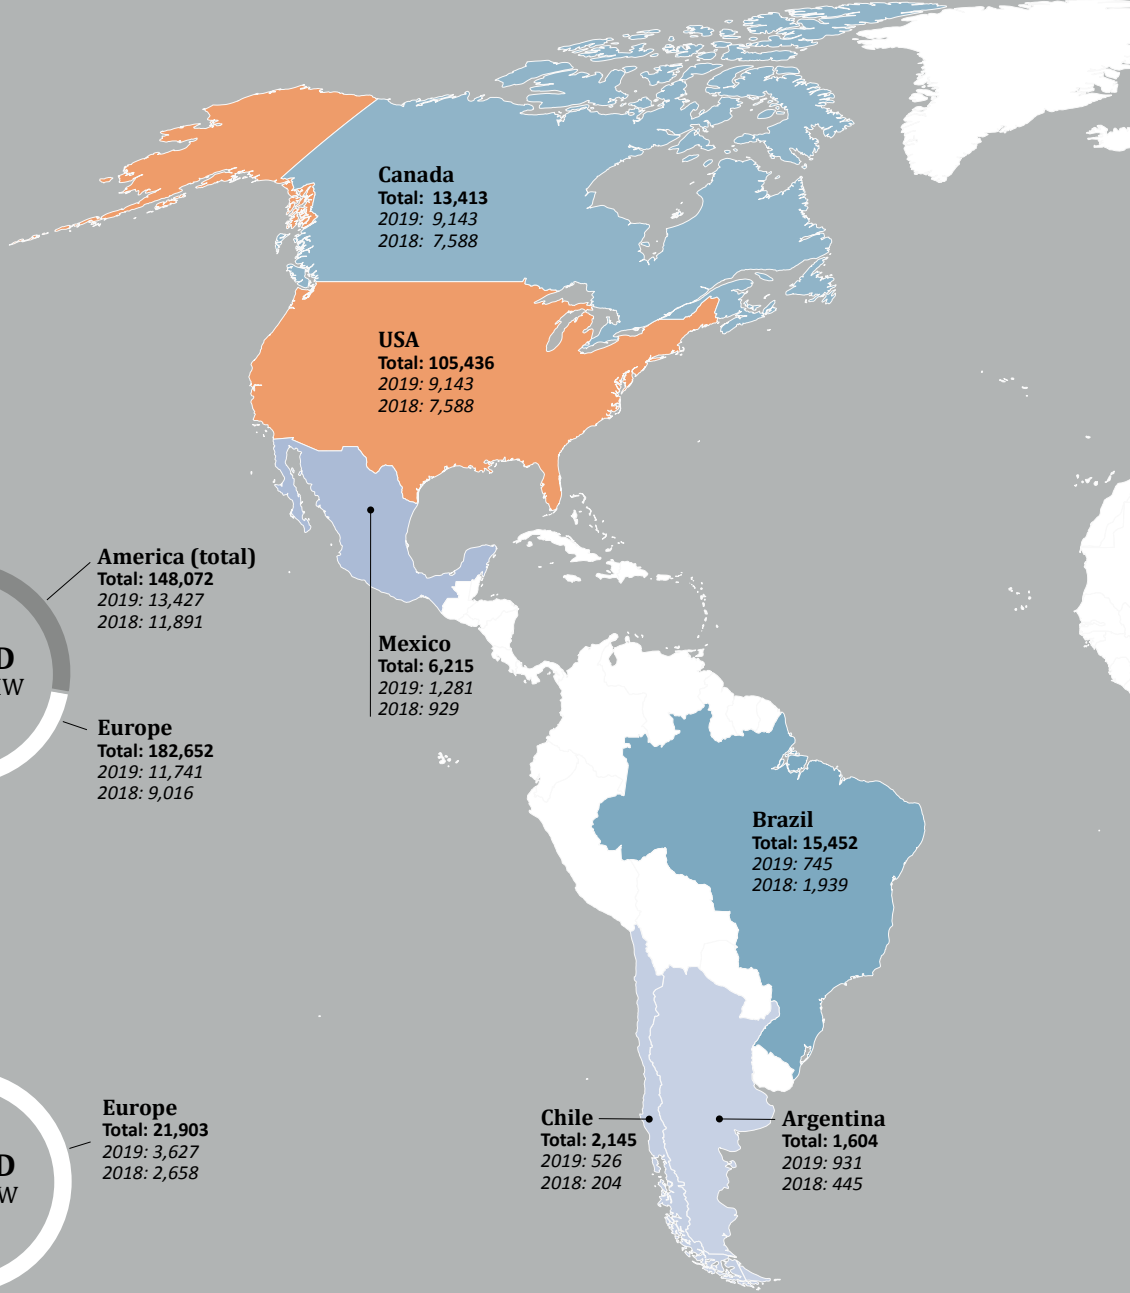 Canada
Total: 13,413
2019: 9,143
2018: 7,588
USA
Total: 105,436
2019: 9,143
2018: 7,588
America (total)
Total: 148,072
2019: 13,427
2018: 11,891
D
W
Mexico
Total: 6,215
2019: 1,281
2018: 929
Europe
Total: 182,652
2019: 11,741
2018: 9,016
Brazil
Total: 15,452
2019: 745
2018: 1,939
Europe
Total: 21,903
2019: 3,627
2018: 2,658
D
W
Chile
Total: 2,145
2019: 526
2018: 204
Argentina
Total: 1,604
2019: 931
2018: 445